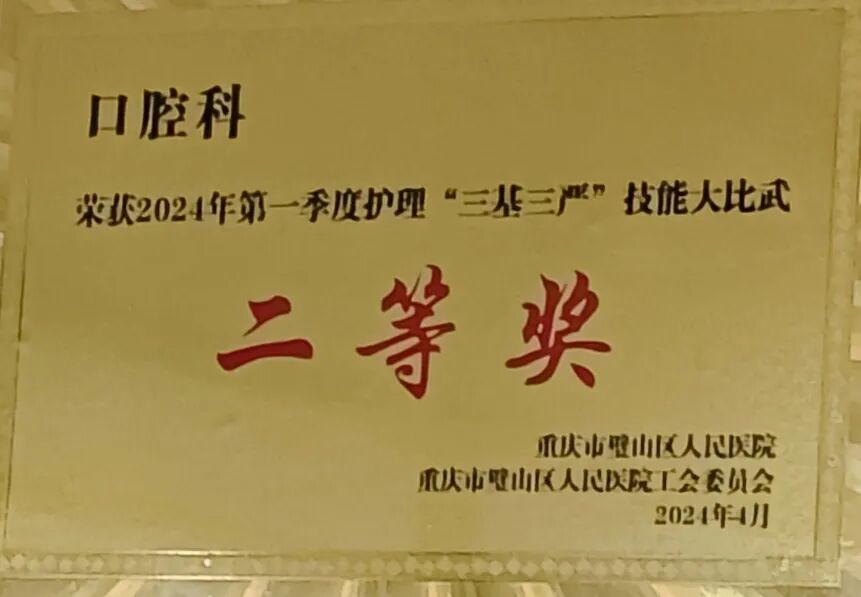 口腔科
荣获2024年第一季度护理“三基三严”技能大比武
二等奖
重庆市璧山区人民医院
重庆市璧山区人民医院工会委员会
2024年4月